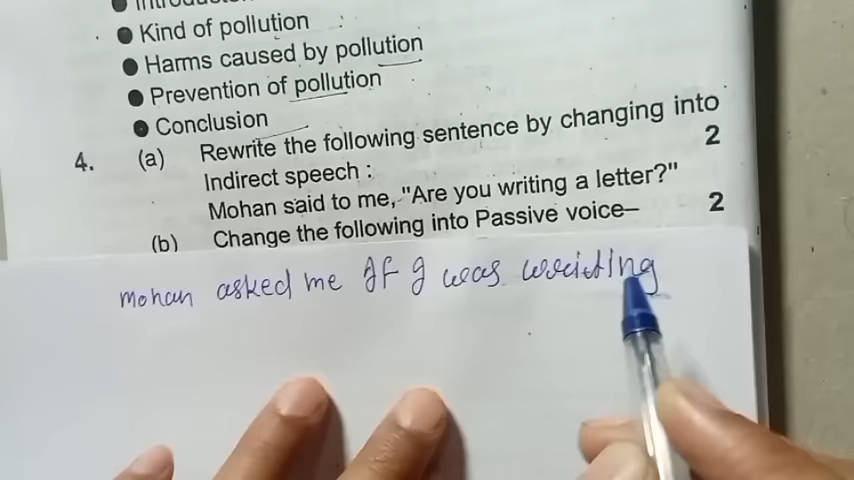 Kind of pollution
Harms caused by pollution
Prevention of pollution
Conclusion
4. (a) Rewrite the following sentence by changing into
Indirect speech : 2
Mohan said to me, "Are you writing a letter?"
(b) Change the following into Passive voice– 2
Mohan asked me If I was writing